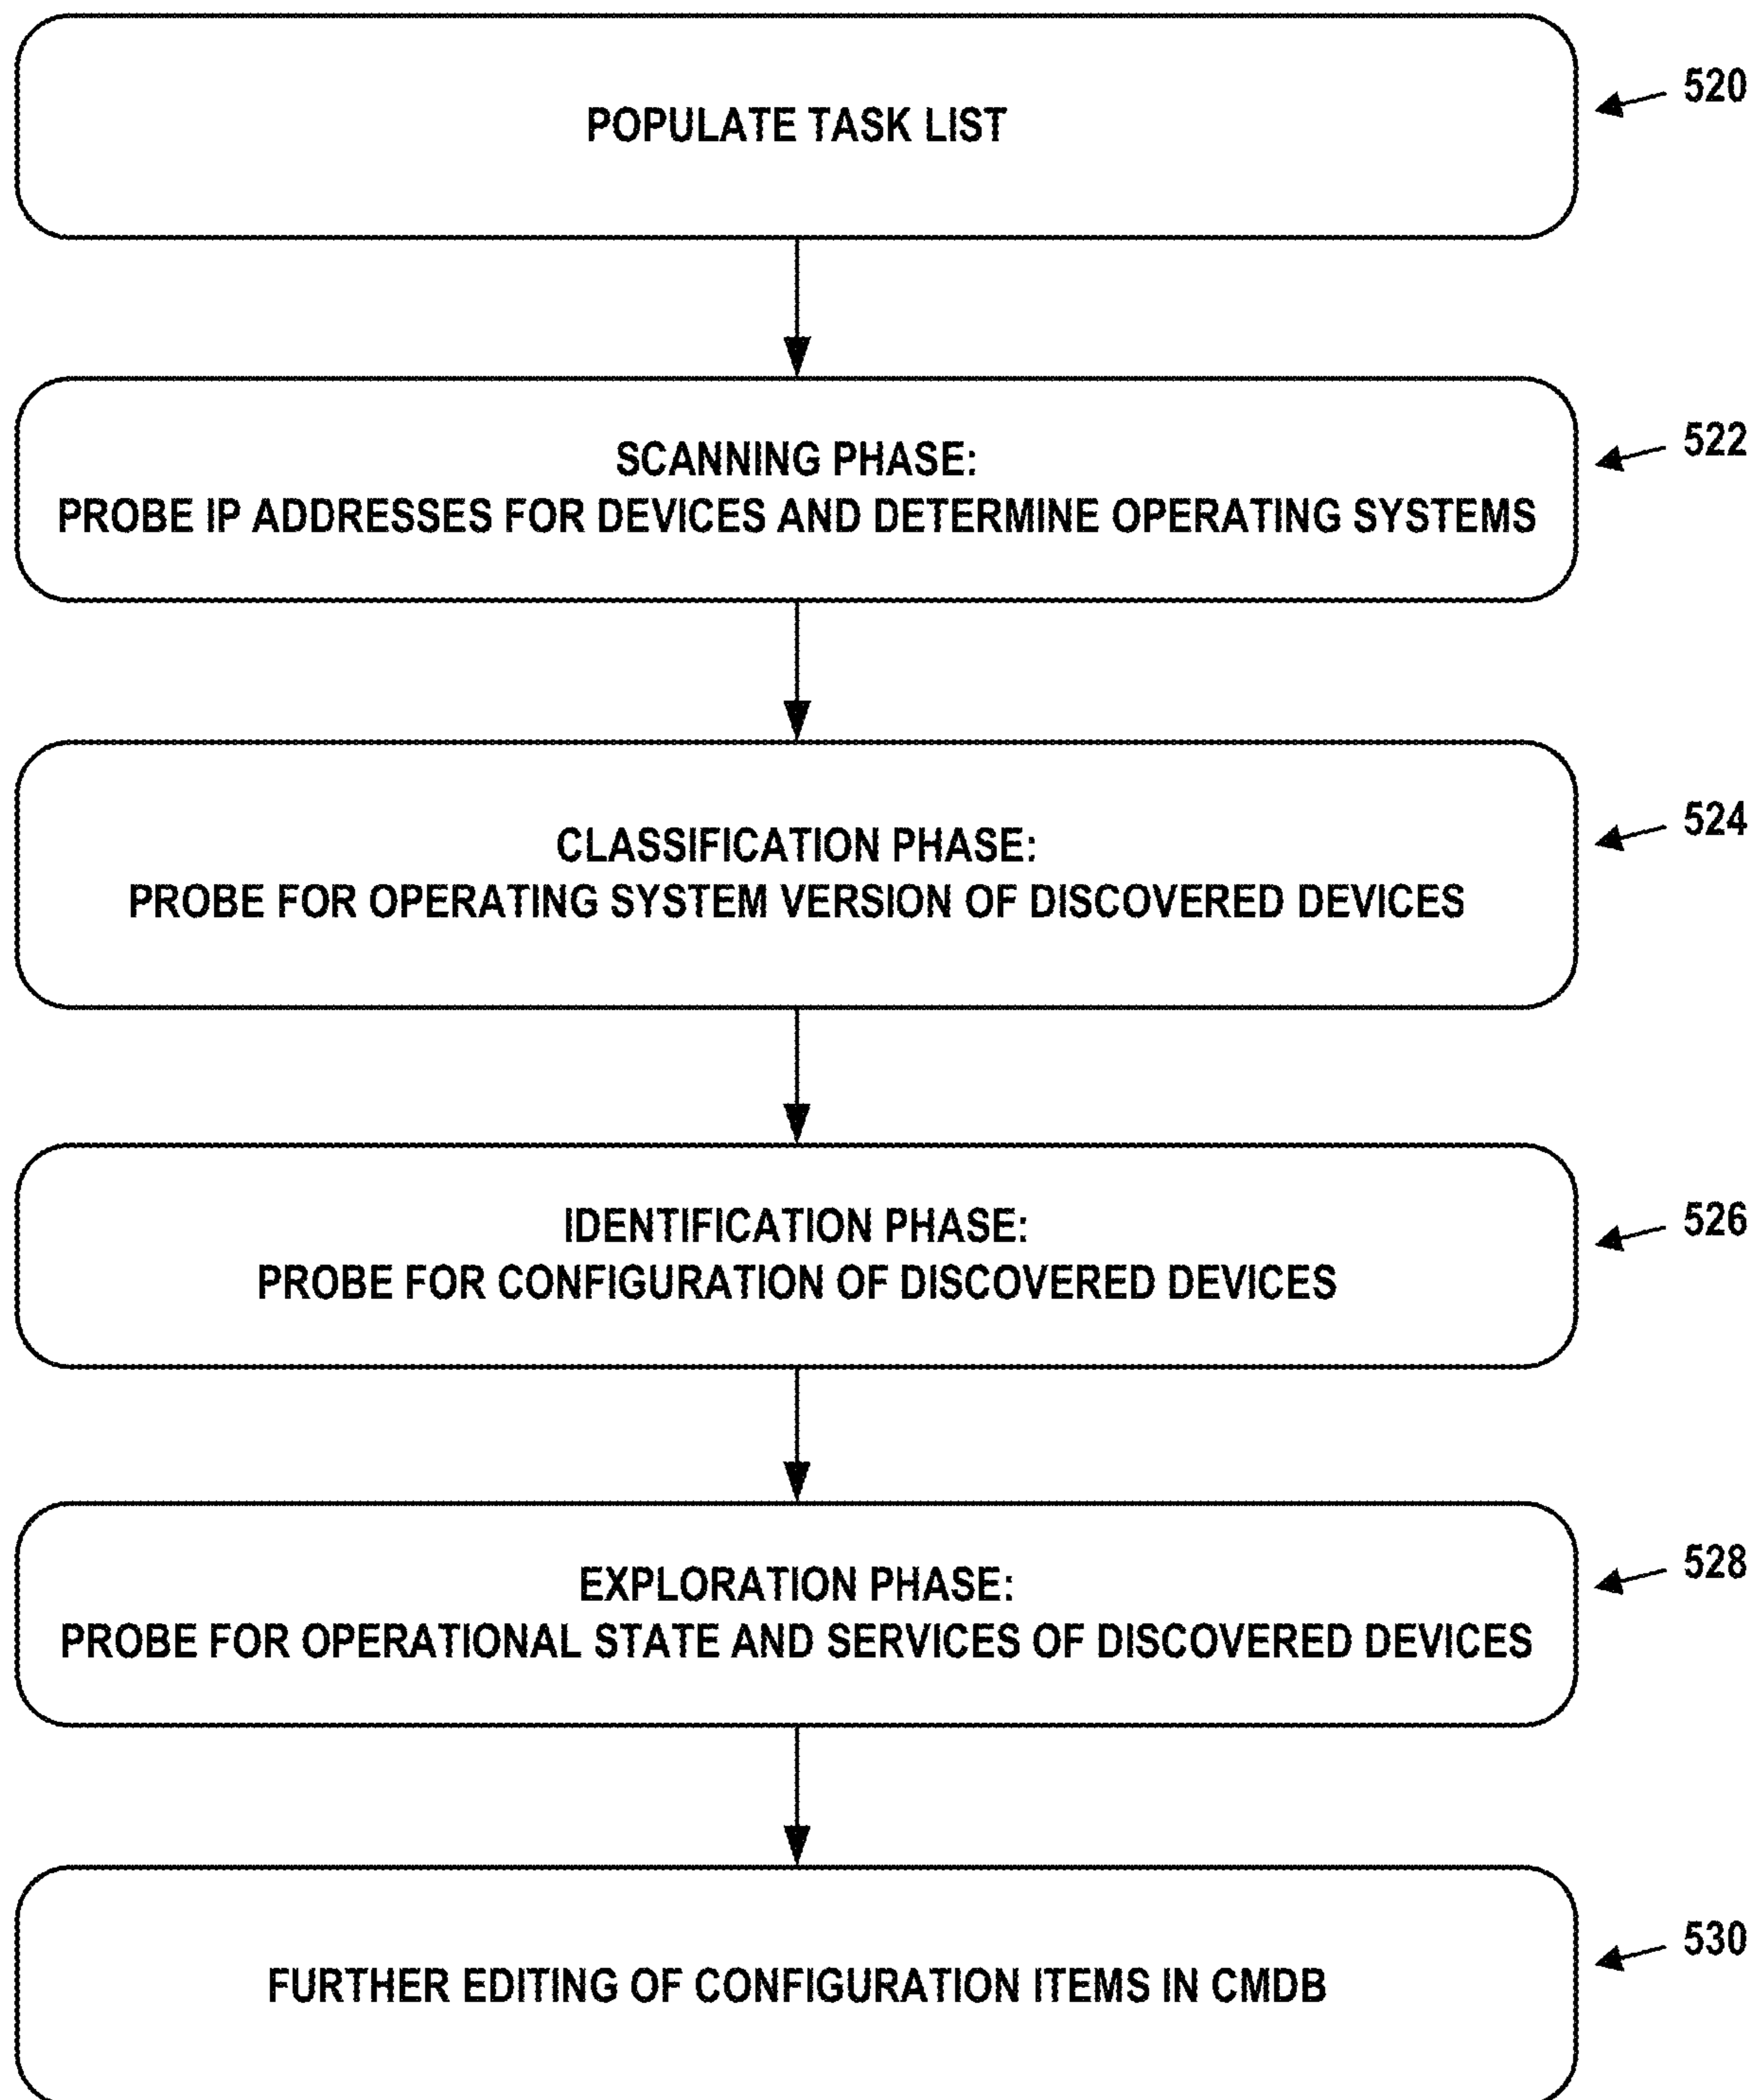 POPULATE TASK LIST
520
SCANNING PHASE:
PROBE IP ADDRESSES FOR DEVICES AND DETERMINE OPERATING SYSTEMS
522
CLASSIFICATION PHASE:
PROBE FOR OPERATING SYSTEM VERSION OF DISCOVERED DEVICES
524
IDENTIFICATION PHASE:
PROBE FOR CONFIGURATION OF DISCOVERED DEVICES
526
EXPLORATION PHASE:
PROBE FOR OPERATIONAL STATE AND SERVICES OF DISCOVERED DEVICES
528
FURTHER EDITING OF CONFIGURATION ITEMS IN CMDB
530